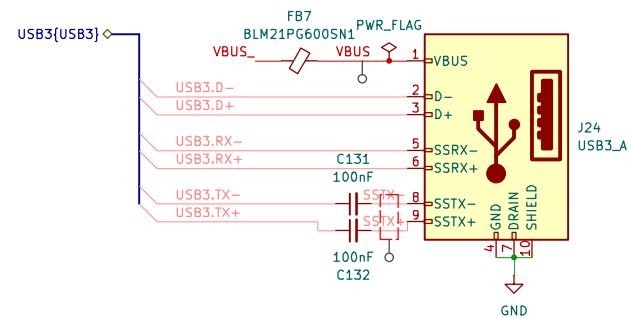 FB7
BLM21PG600SN1
PWR_FLAG
USB3{USB3}
VBUS_
VBUS
1
VBUS
USB3.D-
2
D-
USB3.D+
3
D+
USB3.RX-
5
SSRX-
USB3.RX+
6
SSRX+
J24
USB3_A
C131
100nF
USB3.TX-
SSTX-
8
SSTX-
USB3.TX+
SSTX+
9
SSTX+
100nF
C132
GND
DRAIN
SHIELD
4
7
10
GND